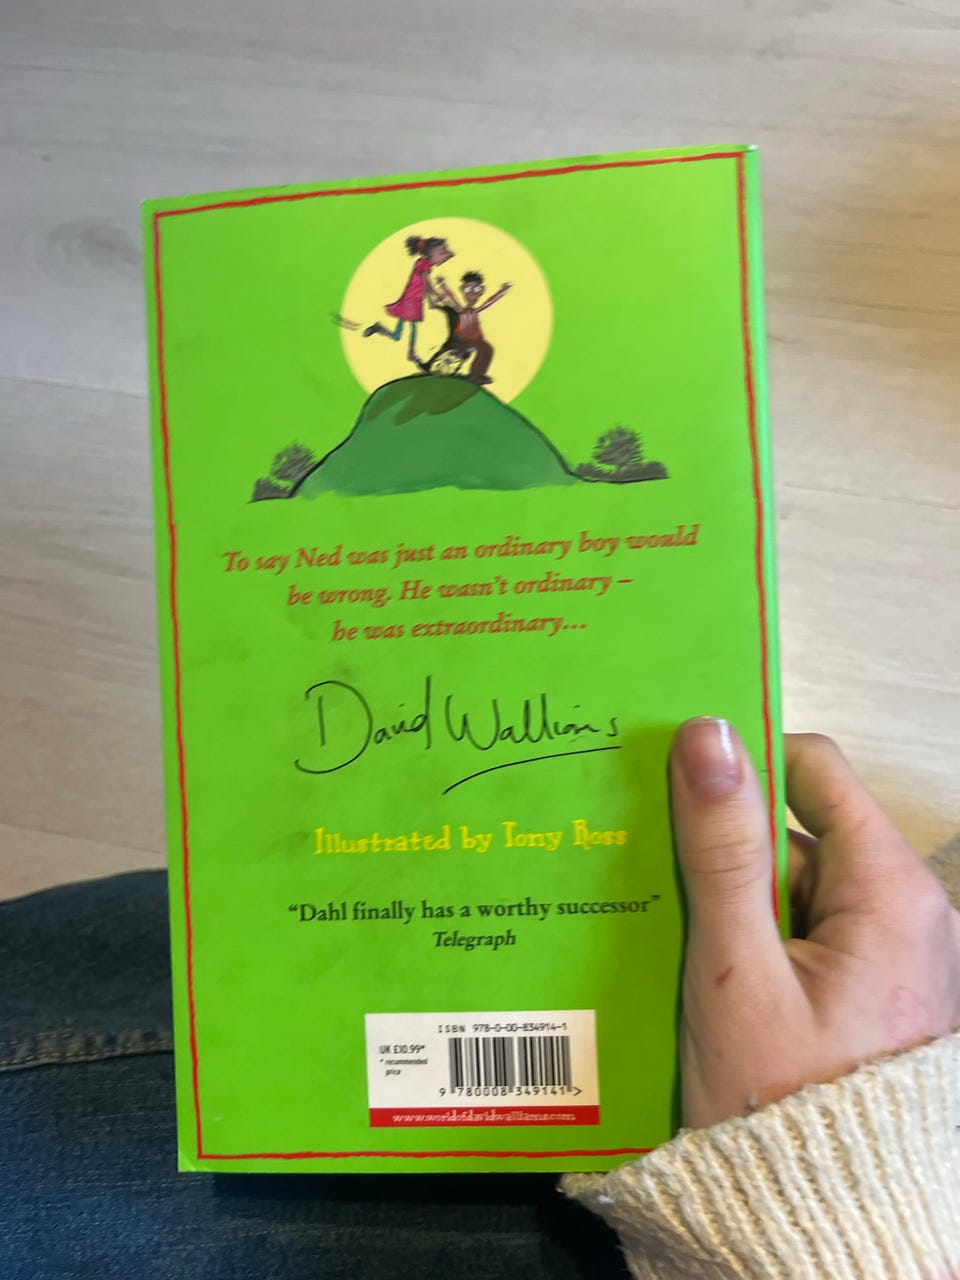 To say Ned was just an ordinary boy would
be wrong. He wasn't ordinary –
he was extraordinary...
David Walliams
Illustrated by Tony Ross
“Dahl finally has a worthy successor”
Telegraph
ISBN 978-0-00-834914-1
UK £10.99*
* recommended
price
9 780008 349141 >
www.worldofdavidwalliams.com